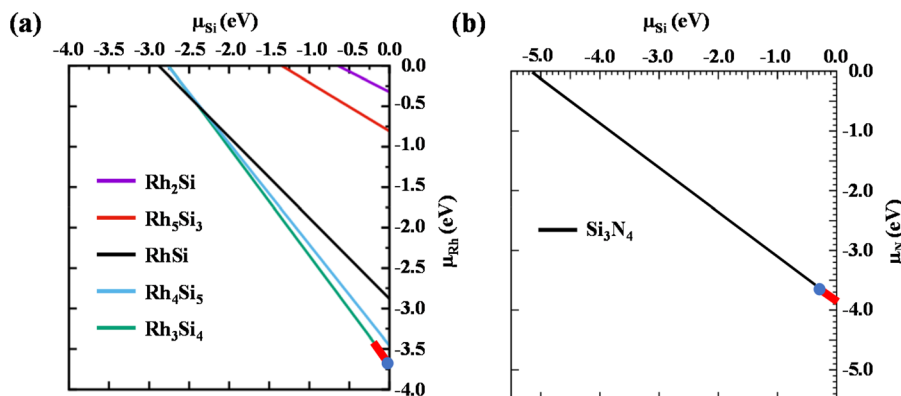 (a)
μSi (eV)
-4.0 -3.5 -3.0 -2.5 -2.0 -1.5 -1.0 -0.5 0.0
0.0
-0.5
-1.0
-1.5
-2.0
-2.5
-3.0
-3.5
-4.0
μRh (eV)
Rh2Si
Rh5Si3
RhSi
Rh4Si5
Rh3Si4
(b)
μSi (eV)
-5.0 -4.0 -3.0 -2.0 -1.0 0.0
0.0
-1.0
-2.0
-3.0
-4.0
-5.0
μN (eV)
Si3N4